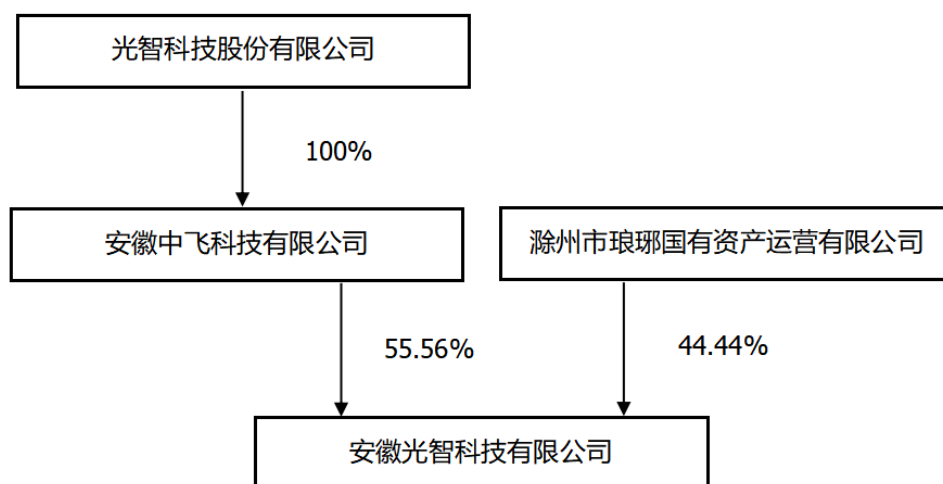 光智科技股份有限公司
100%
安徽中飞科技有限公司
滁州市琅琊国有资产运营有限公司
55.56%
44.44%
安徽光智科技有限公司